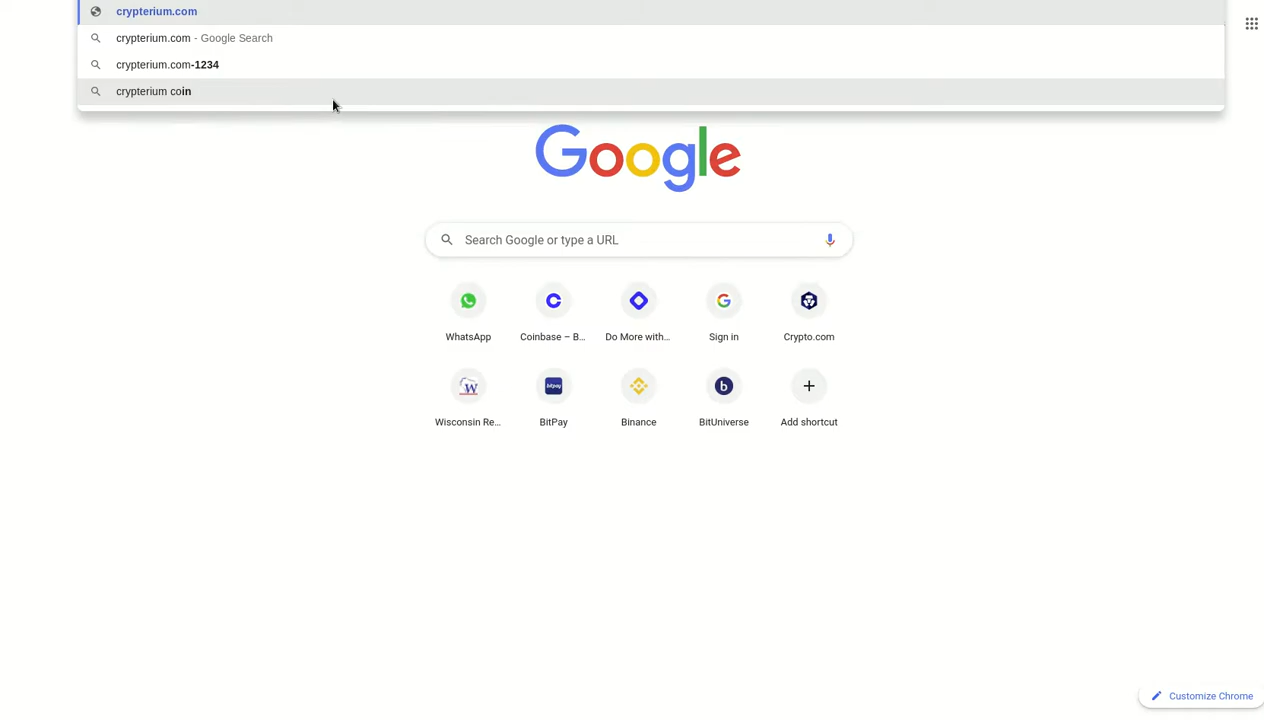 crypterium.com
crypterium.com - Google Search
crypterium.com-1234
crypterium coin
Google
Search Google or type a URL
WhatsApp
Coinbase – B...
Do More with...
Sign in
Crypto.com
Wisconsin Re...
BitPay
Binance
BitUniverse
Add shortcut
Customize Chrome